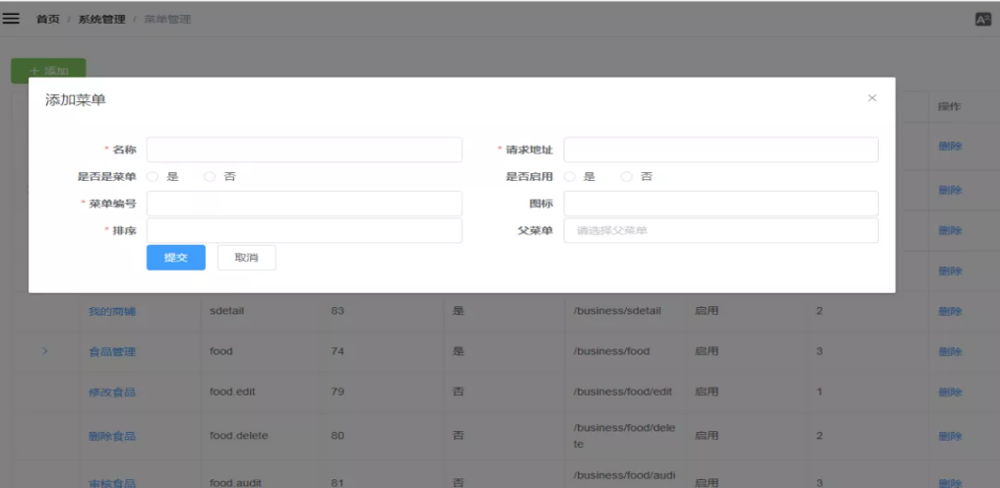 首页 / 系统管理 / 菜单管理
+ 添加
添加菜单 ×
操作
* 名称 * 请求地址
删除
是否是菜单 是 否 是否启用 是 否
删除
* 菜单编号 图标
* 排序 父菜单 请选择父菜单
删除
提交 取消
删除
我的商铺 sdetail 83 是 /business/sdetail 启用 2 删除
食品管理 food 74 是 /business/food 启用 3 删除
修改食品 food.edit 79 否 /business/food/edit 启用 1 删除
删除食品 food.delete 80 否 /business/food/dele
te 启用 2 删除
审核食品 food.audit 81 否 /business/food/audi 启用 3 删除